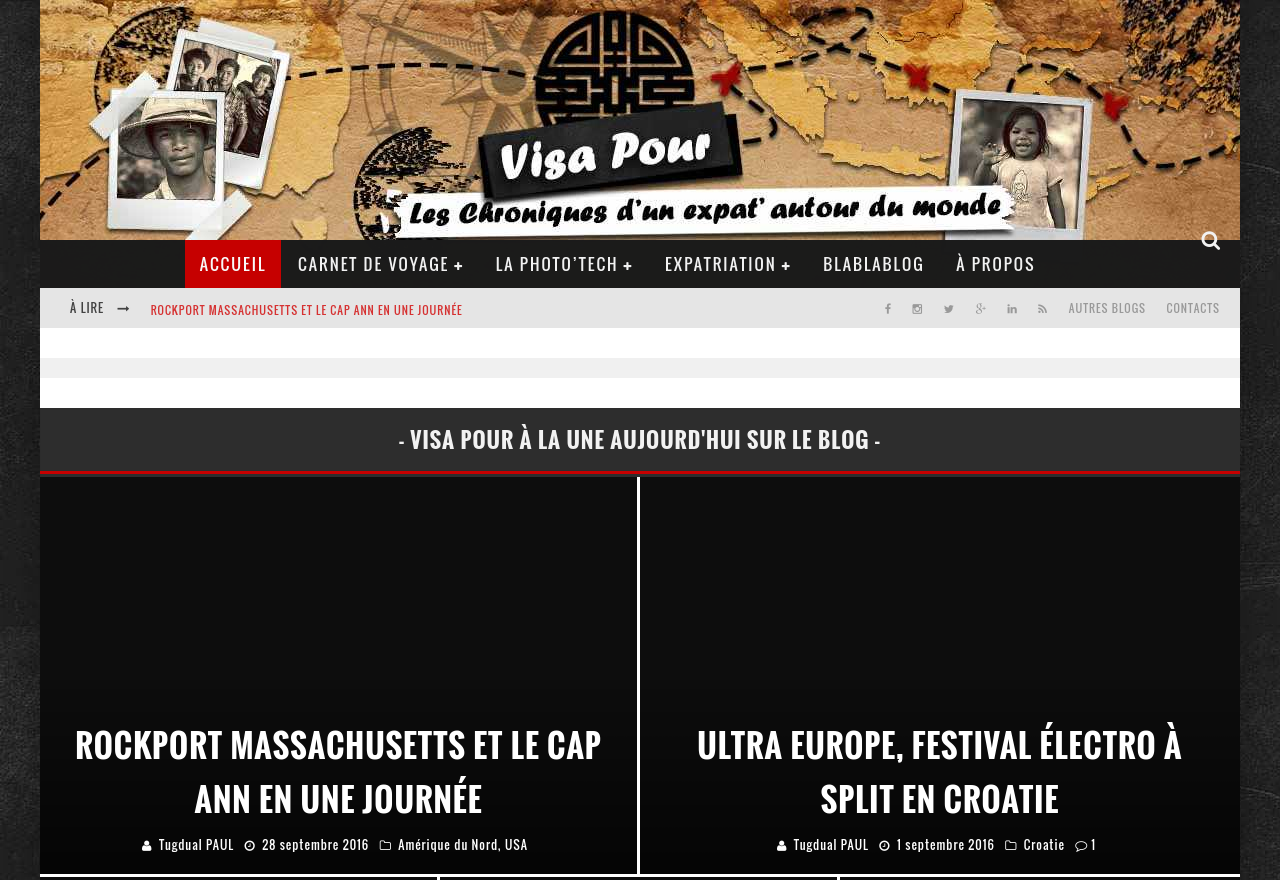 Visa Pour
Les Chroniques d'un expat' autour du monde
ACCUEIL
CARNET DE VOYAGE +
LA PHOTO'TECH +
EXPATRIATION +
BLABLABLOG
À PROPOS
À LIRE
ROCKPORT MASSACHUSETTS ET LE CAP ANN EN UNE JOURNÉE
AUTRES BLOGS
CONTACTS
- VISA POUR À LA UNE AUJOURD'HUI SUR LE BLOG -
ROCKPORT MASSACHUSETTS ET LE CAP
ANN EN UNE JOURNÉE
Tugdual PAUL 28 septembre 2016 Amérique du Nord, USA
ULTRA EUROPE, FESTIVAL ÉLECTRO À
SPLIT EN CROATIE
Tugdual PAUL 1 septembre 2016 Croatie 1